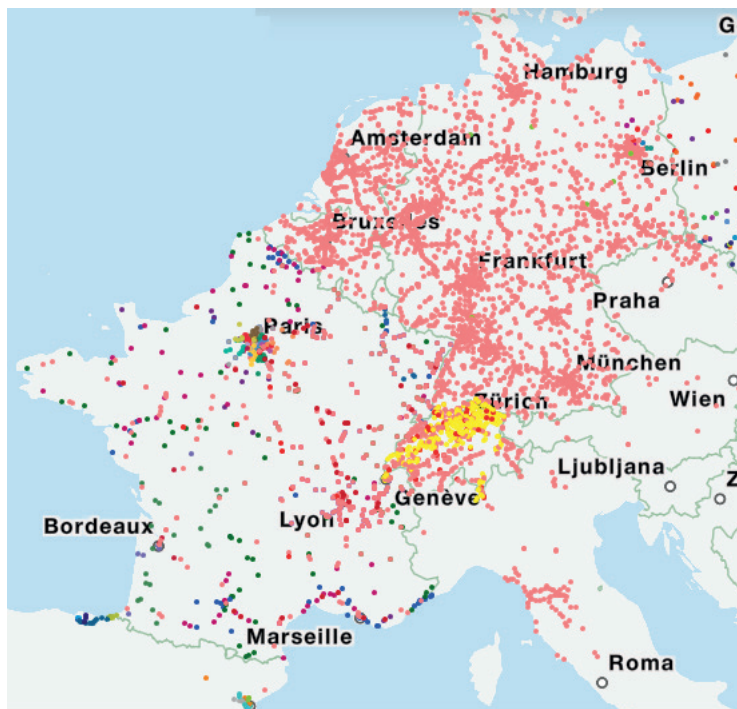 G
Hamburg
Amsterdam
Berlin
Bruxelles
Frankfurt
Praha
Paris
München
Zürich
Wien
Ljubljana
Z
Genève
Lyon
Bordeaux
Marseille
Roma